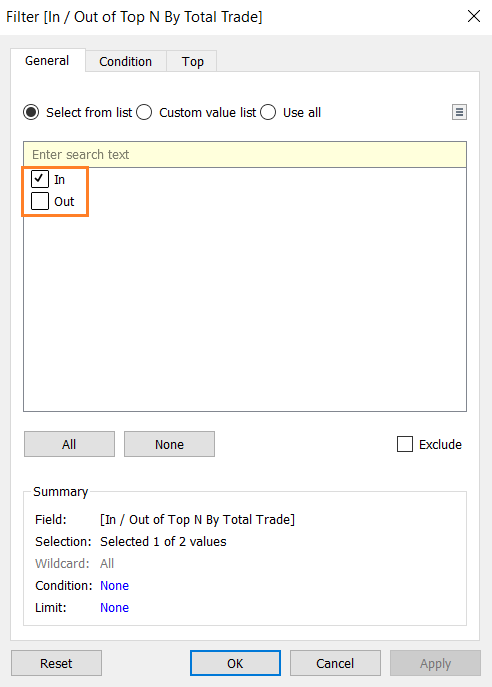 Filter [In / Out of Top N By Total Trade]
General Condition Top
Select from list Custom value list Use all
Enter search text
In
Out
All None Exclude
Summary
Field: [In / Out of Top N By Total Trade]
Selection: Selected 1 of 2 values
Wildcard: All
Condition: None
Limit: None
Reset OK Cancel Apply